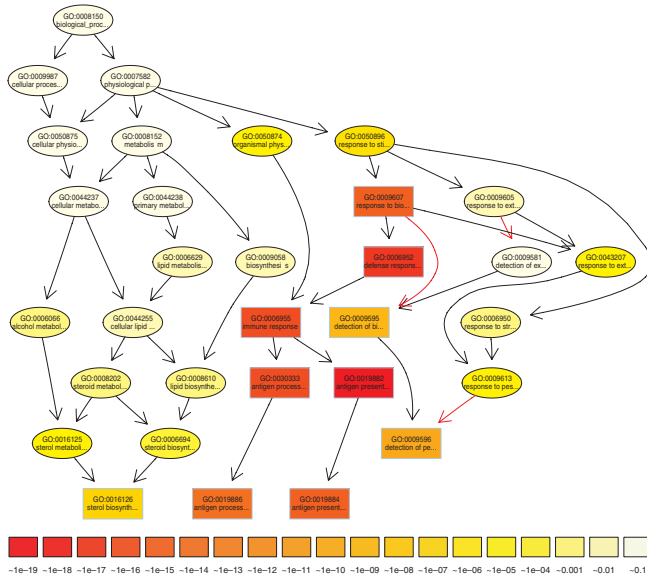 GO:0008150
biological_proc...
GO:0009987
cellular proces...
GO:0007582
physiological p...
GO:0050875
cellular physio...
GO:0008152
metabolis m
GO:0050874
organismal phys...
GO:0050896
response to sti...
GO:0044237
cellular metabo...
GO:0044238
primary metabol...
GO:0009607
response to bio...
GO:0009605
response to ext...
GO:0006629
lipid metabolis...
GO:0009058
biosynthesi s
GO:0006952
defense respons...
GO:0009581
detection of ex...
GO:0043207
response to ext...
GO:0006066
alcohol metabol...
GO:0044255
cellular lipid ...
GO:0006955
immune response
GO:0009595
detection of bi...
GO:0006950
response to str...
GO:0008202
steroid metabol...
GO:0008610
lipid biosynthe...
GO:0030333
antigen process...
GO:0019882
antigen present...
GO:0009613
response to pes...
GO:0016125
sterol metaboli...
GO:0006694
steroid biosynt...
GO:0009596
detection of pe...
GO:0016126
sterol biosynth...
GO:0019886
antigen process...
GO:0019884
antigen present...
~1e−19 ~1e−18 ~1e−17 ~1e−16 ~1e−15 ~1e−14 ~1e−13 ~1e−12 ~1e−11 ~1e−10 ~1e−09 ~1e−08 ~1e−07 ~1e−06 ~1e−05 ~1e−04 ~0.001 ~0.01 ~0.1